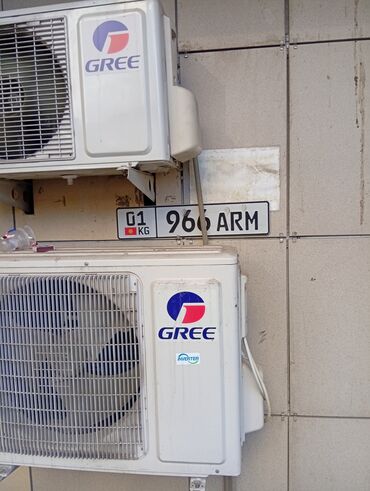 GREE
01 KG 966 ARM
GREE
INVERTER